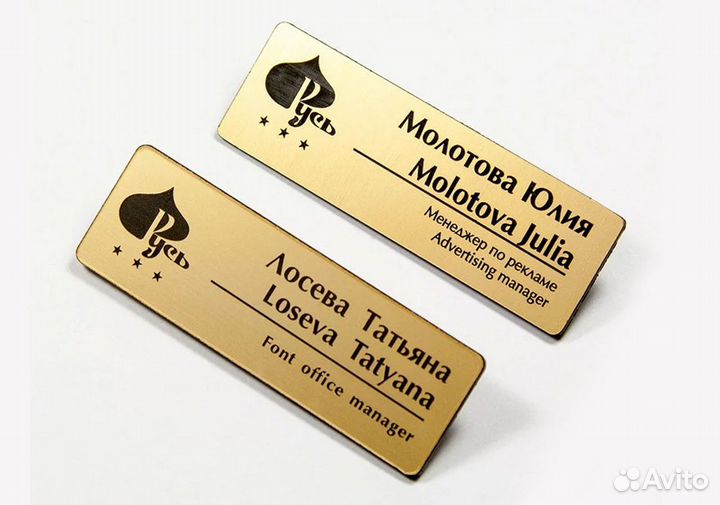 Русь
Молотова Юлия
Molotova Julia
Менеджер по рекламе
Advertising manager
Русь
Лосева Татьяна
Loseva Tatyana
Font office manager
Avito